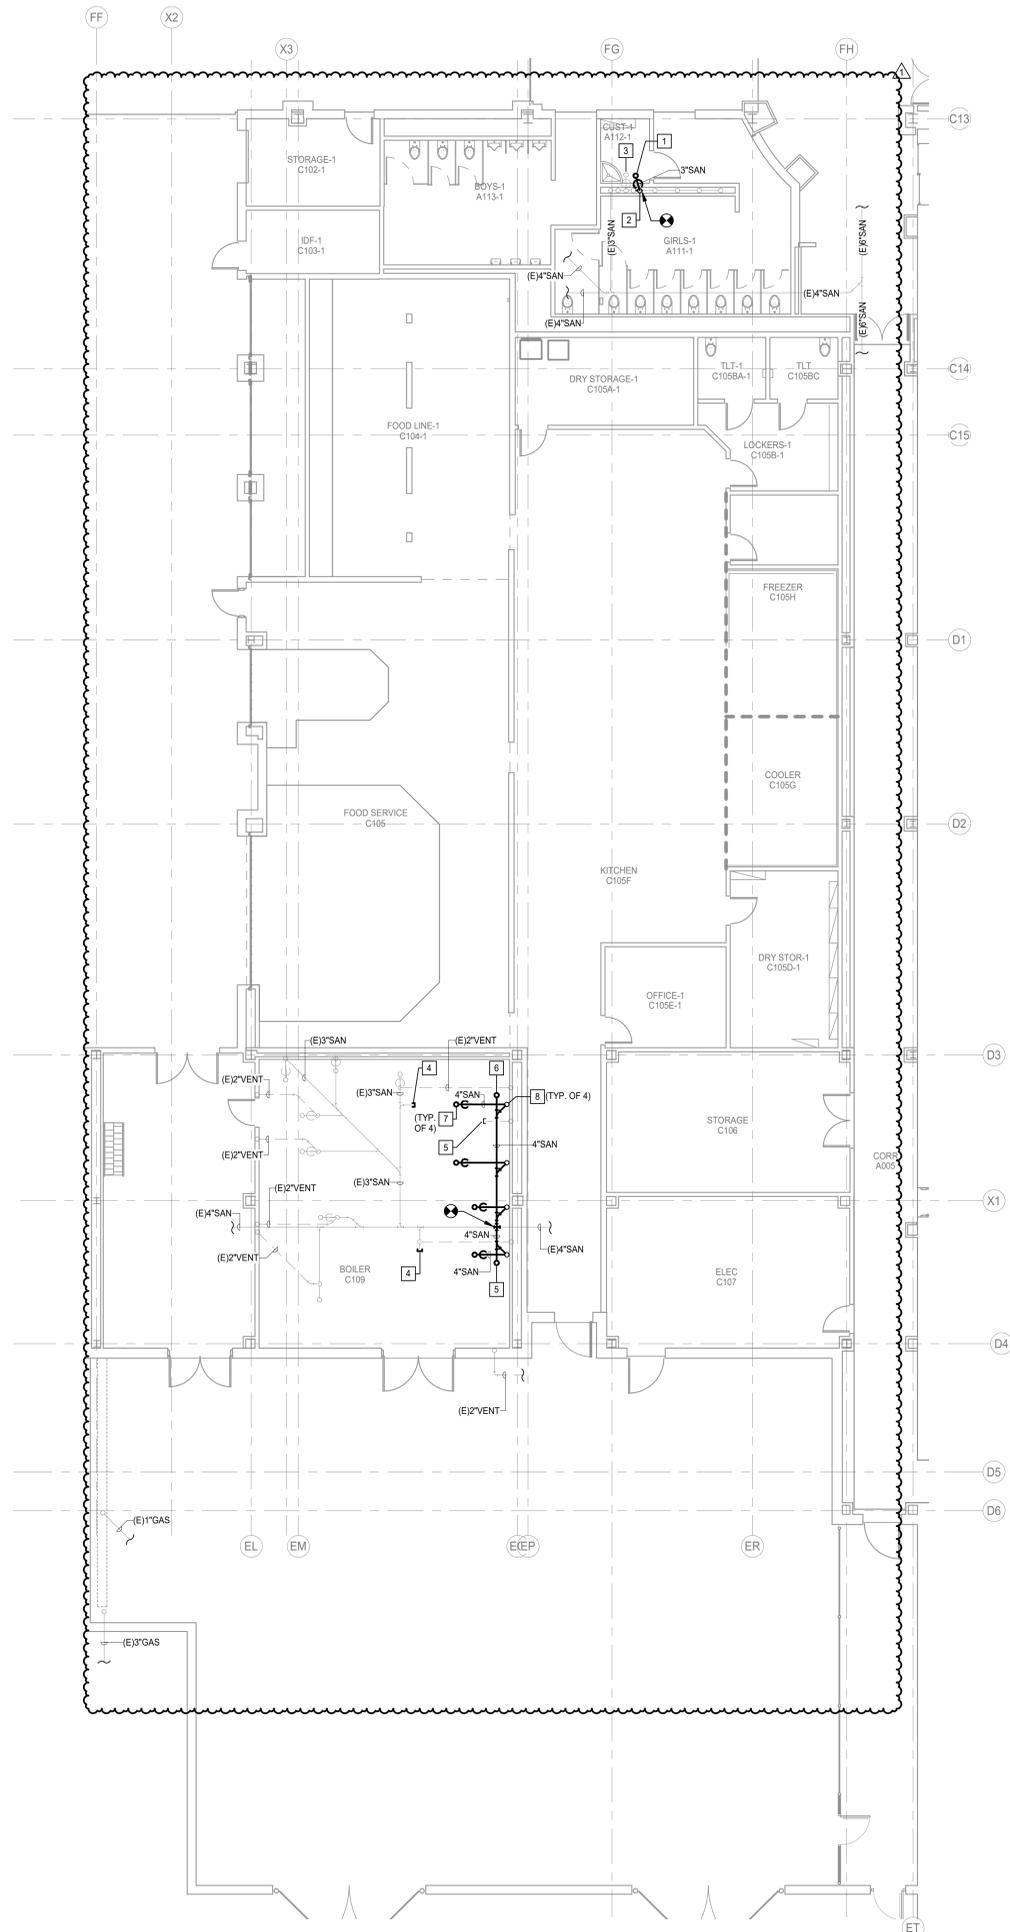 FF
X2
X3
FG
FH
1
C13
CUST-1
A112-1
1
3
3"SAN
STORAGE-1
C102-1
BOYS-1
A113-1
2
(E)3"SAN
(E)6"SAN
IDF-1
C103-1
GIRLS-1
A111-1
(E)4"SAN
(E)4"SAN
(E)4"SAN
(E)6"SAN
C14
TLT-1
C105BA-1
TLT
C105BC
DRY STORAGE-1
C105A-1
FOOD LINE-1
C104-1
C15
LOCKERS-1
C105B-1
FREEZER
C105H
D1
COOLER
C105G
FOOD SERVICE
C105
D2
KITCHEN
C105F
DRY STOR-1
C105D-1
OFFICE-1
C105E-1
(E)3"SAN
(E)2"VENT
D3
4
6
(E)2"VENT
(E)3"SAN
4"SAN
8
(TYP. OF 4)
7
(TYP.
OF 4)
STORAGE
C106
5
4"SAN
(E)2"VENT
CORR
A005
(E)3"SAN
(E)2"VENT
X1
(E)4"SAN
4"SAN
(E)4"SAN
(E)2"VENT
BOILER
C109
4
4"SAN
5
ELEC
C107
D4
(E)2"VENT
D5
D6
(E)1"GAS
EL
EM
EP
ER
(E)3"GAS
ET